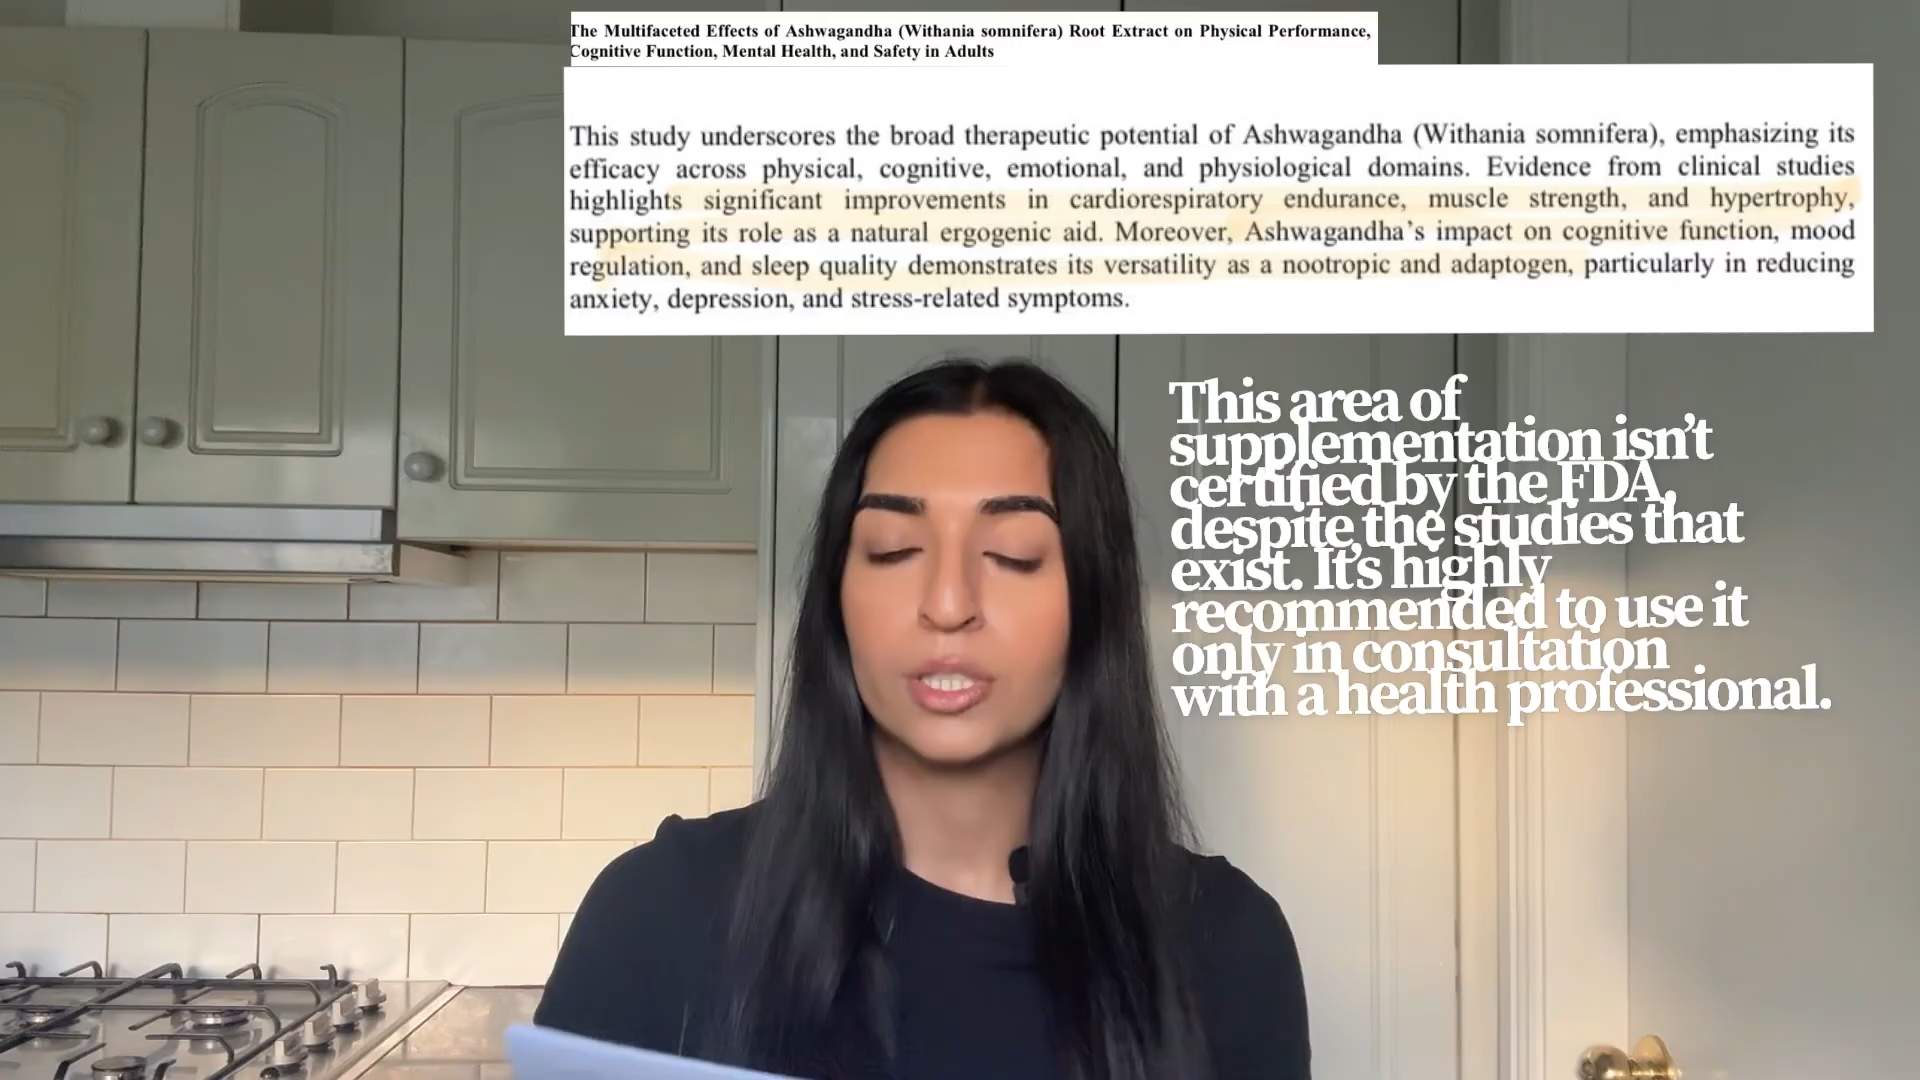 The Multifaceted Effects of Ashwagandha (Withania somnifera) Root Extract on Physical Performance,
Cognitive Function, Mental Health, and Safety in Adults
This study underscores the broad therapeutic potential of Ashwagandha (Withania somnifera), emphasizing its
efficacy across physical, cognitive, emotional, and physiological domains. Evidence from clinical studies
highlights significant improvements in cardiorespiratory endurance, muscle strength, and hypertrophy,
supporting its role as a natural ergogenic aid. Moreover, Ashwagandha’s impact on cognitive function, mood
regulation, and sleep quality demonstrates its versatility as a nootropic and adaptogen, particularly in reducing
anxiety, depression, and stress-related symptoms.
This area of
supplementation isn’t
certified by the FDA,
despite the studies that
exist. It’s highly
recommended to use it
only in consultation
with a health professional.